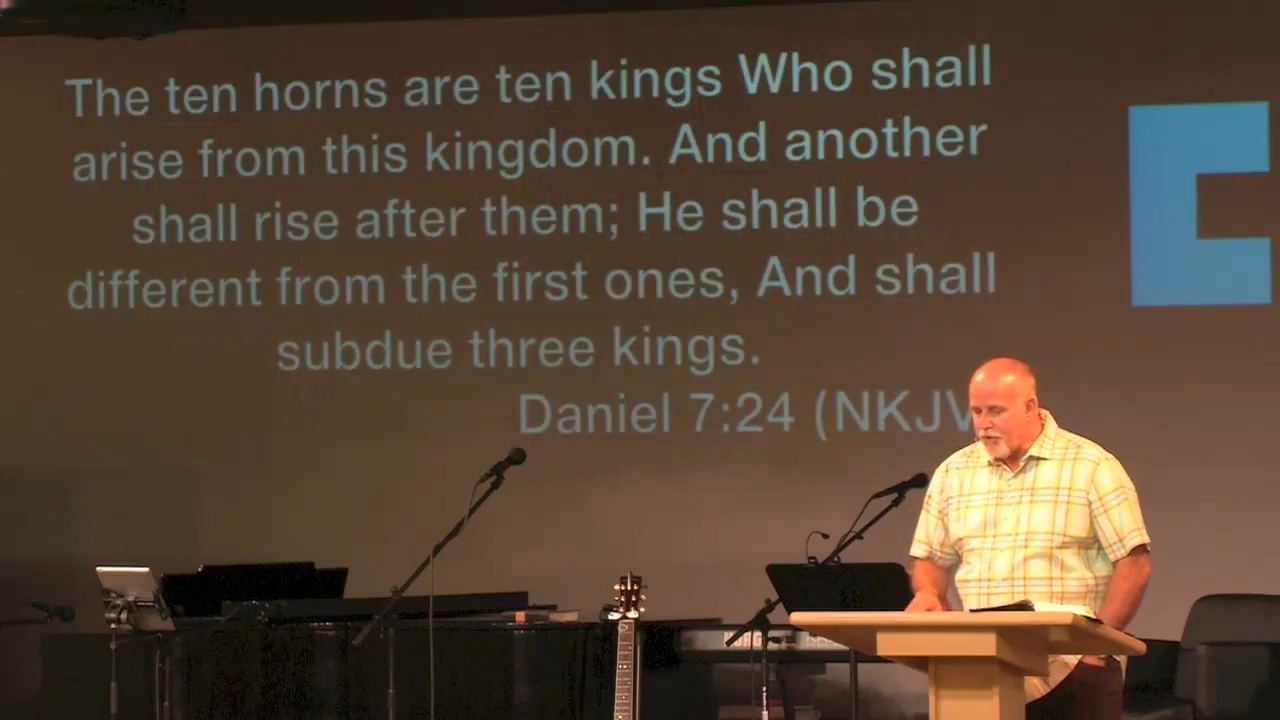 The ten horns are ten kings Who shall
arise from this kingdom. And another
shall rise after them; He shall be
different from the first ones, And shall
subdue three kings.
Daniel 7:24 (NKJV